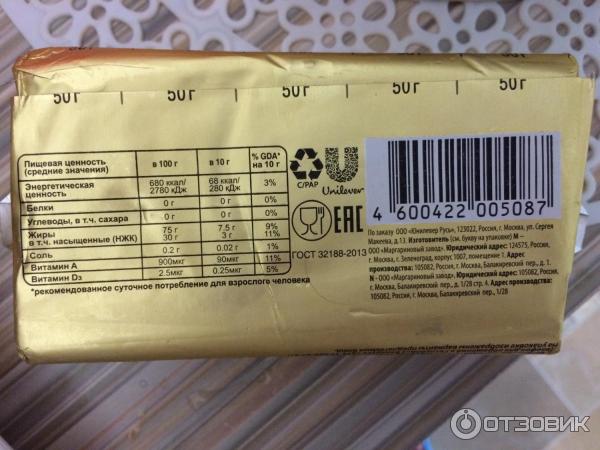 50г 50г 50г 50г 50г
Пищевая ценность (средние значения) в 100 г в 10 г % GDA* на 10 г
Энергетическая ценность 680 ккал/ 2780 кДж 68 ккал/ 280 кДж 3%
Белки 0 г 0 г 0%
Углеводы, в т.ч. сахара 0 г 0 г 0%
Жиры 75 г 7,5 г 9%
в т.ч. насыщенные (НЖК) 30 г 3 г 11%
Соль 0.2 г 0.02 г 1%
Витамин А 900мкг 90мкг 11%
Витамин D₃ 2.5мкг 0.25мкг 5%
*рекомендованное суточное потребление для взрослого человека
C/PAP
Unilever
EAC
ГОСТ 32188-2013
4 600422 005087
По заказу ООО «Юнилевер Русь», 123022, Россия, г. Москва, ул. Сергея
Макеева, д.13. Изготовитель (см. букву на упаковке) М –
ООО «Маргариновый завод». Юридический адрес: 124575, Россия,
г. Москва, г. Зеленоград, корпус 1007, помещение 1. Адрес
производства: 105082, Россия, г. Москва, Балакиревский пер., д. 1.
N – ООО «Маргариновый завод». Юридический адрес: 105082,
Россия, г. Москва, Балакиревский пер., д. 1/28 стр. 4. Адрес производства:
105082, Россия, г. Москва, Балакиревский пер., 1/28
На упаковке изображены варианты
ОТЗОВИК